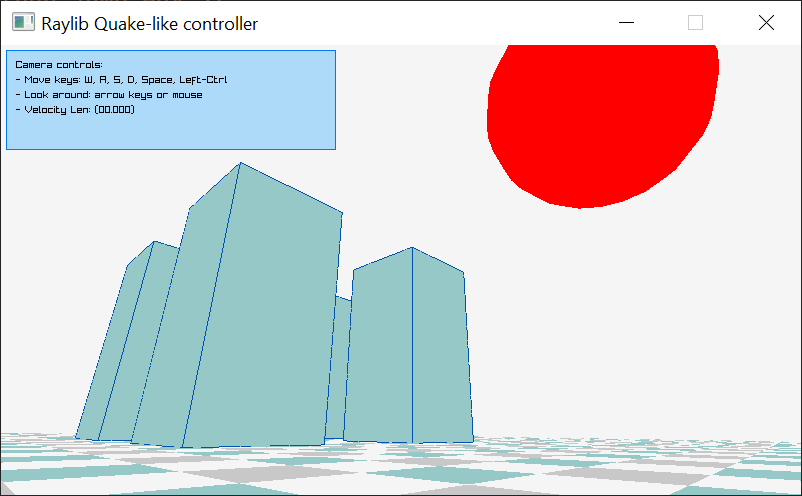 Raylib Quake-like controller
Camera controls:
- Move keys: W, A, S, D, Space, Left-Ctrl
- Look around: arrow keys or mouse
- Velocity Len: (00.000)